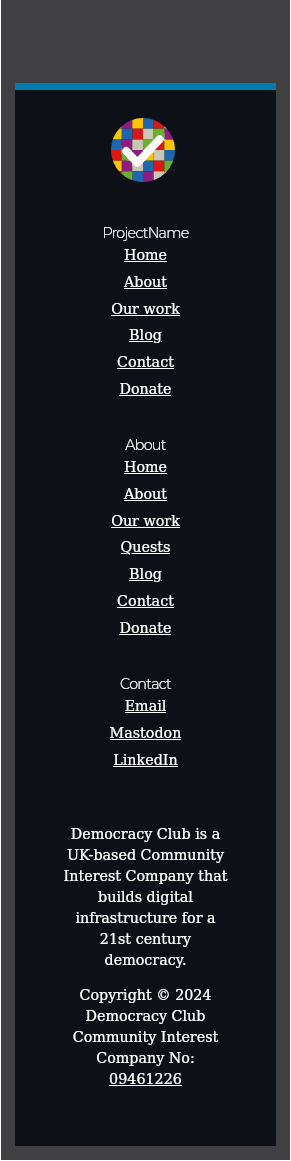 ProjectName
Home
About
Our work
Blog
Contact
Donate
About
Home
About
Our work
Quests
Blog
Contact
Donate
Contact
Email
Mastodon
LinkedIn
Democracy Club is a
UK-based Community
Interest Company that
builds digital
infrastructure for a
21st century
democracy.
Copyright © 2024
Democracy Club
Community Interest
Company No:
09461226